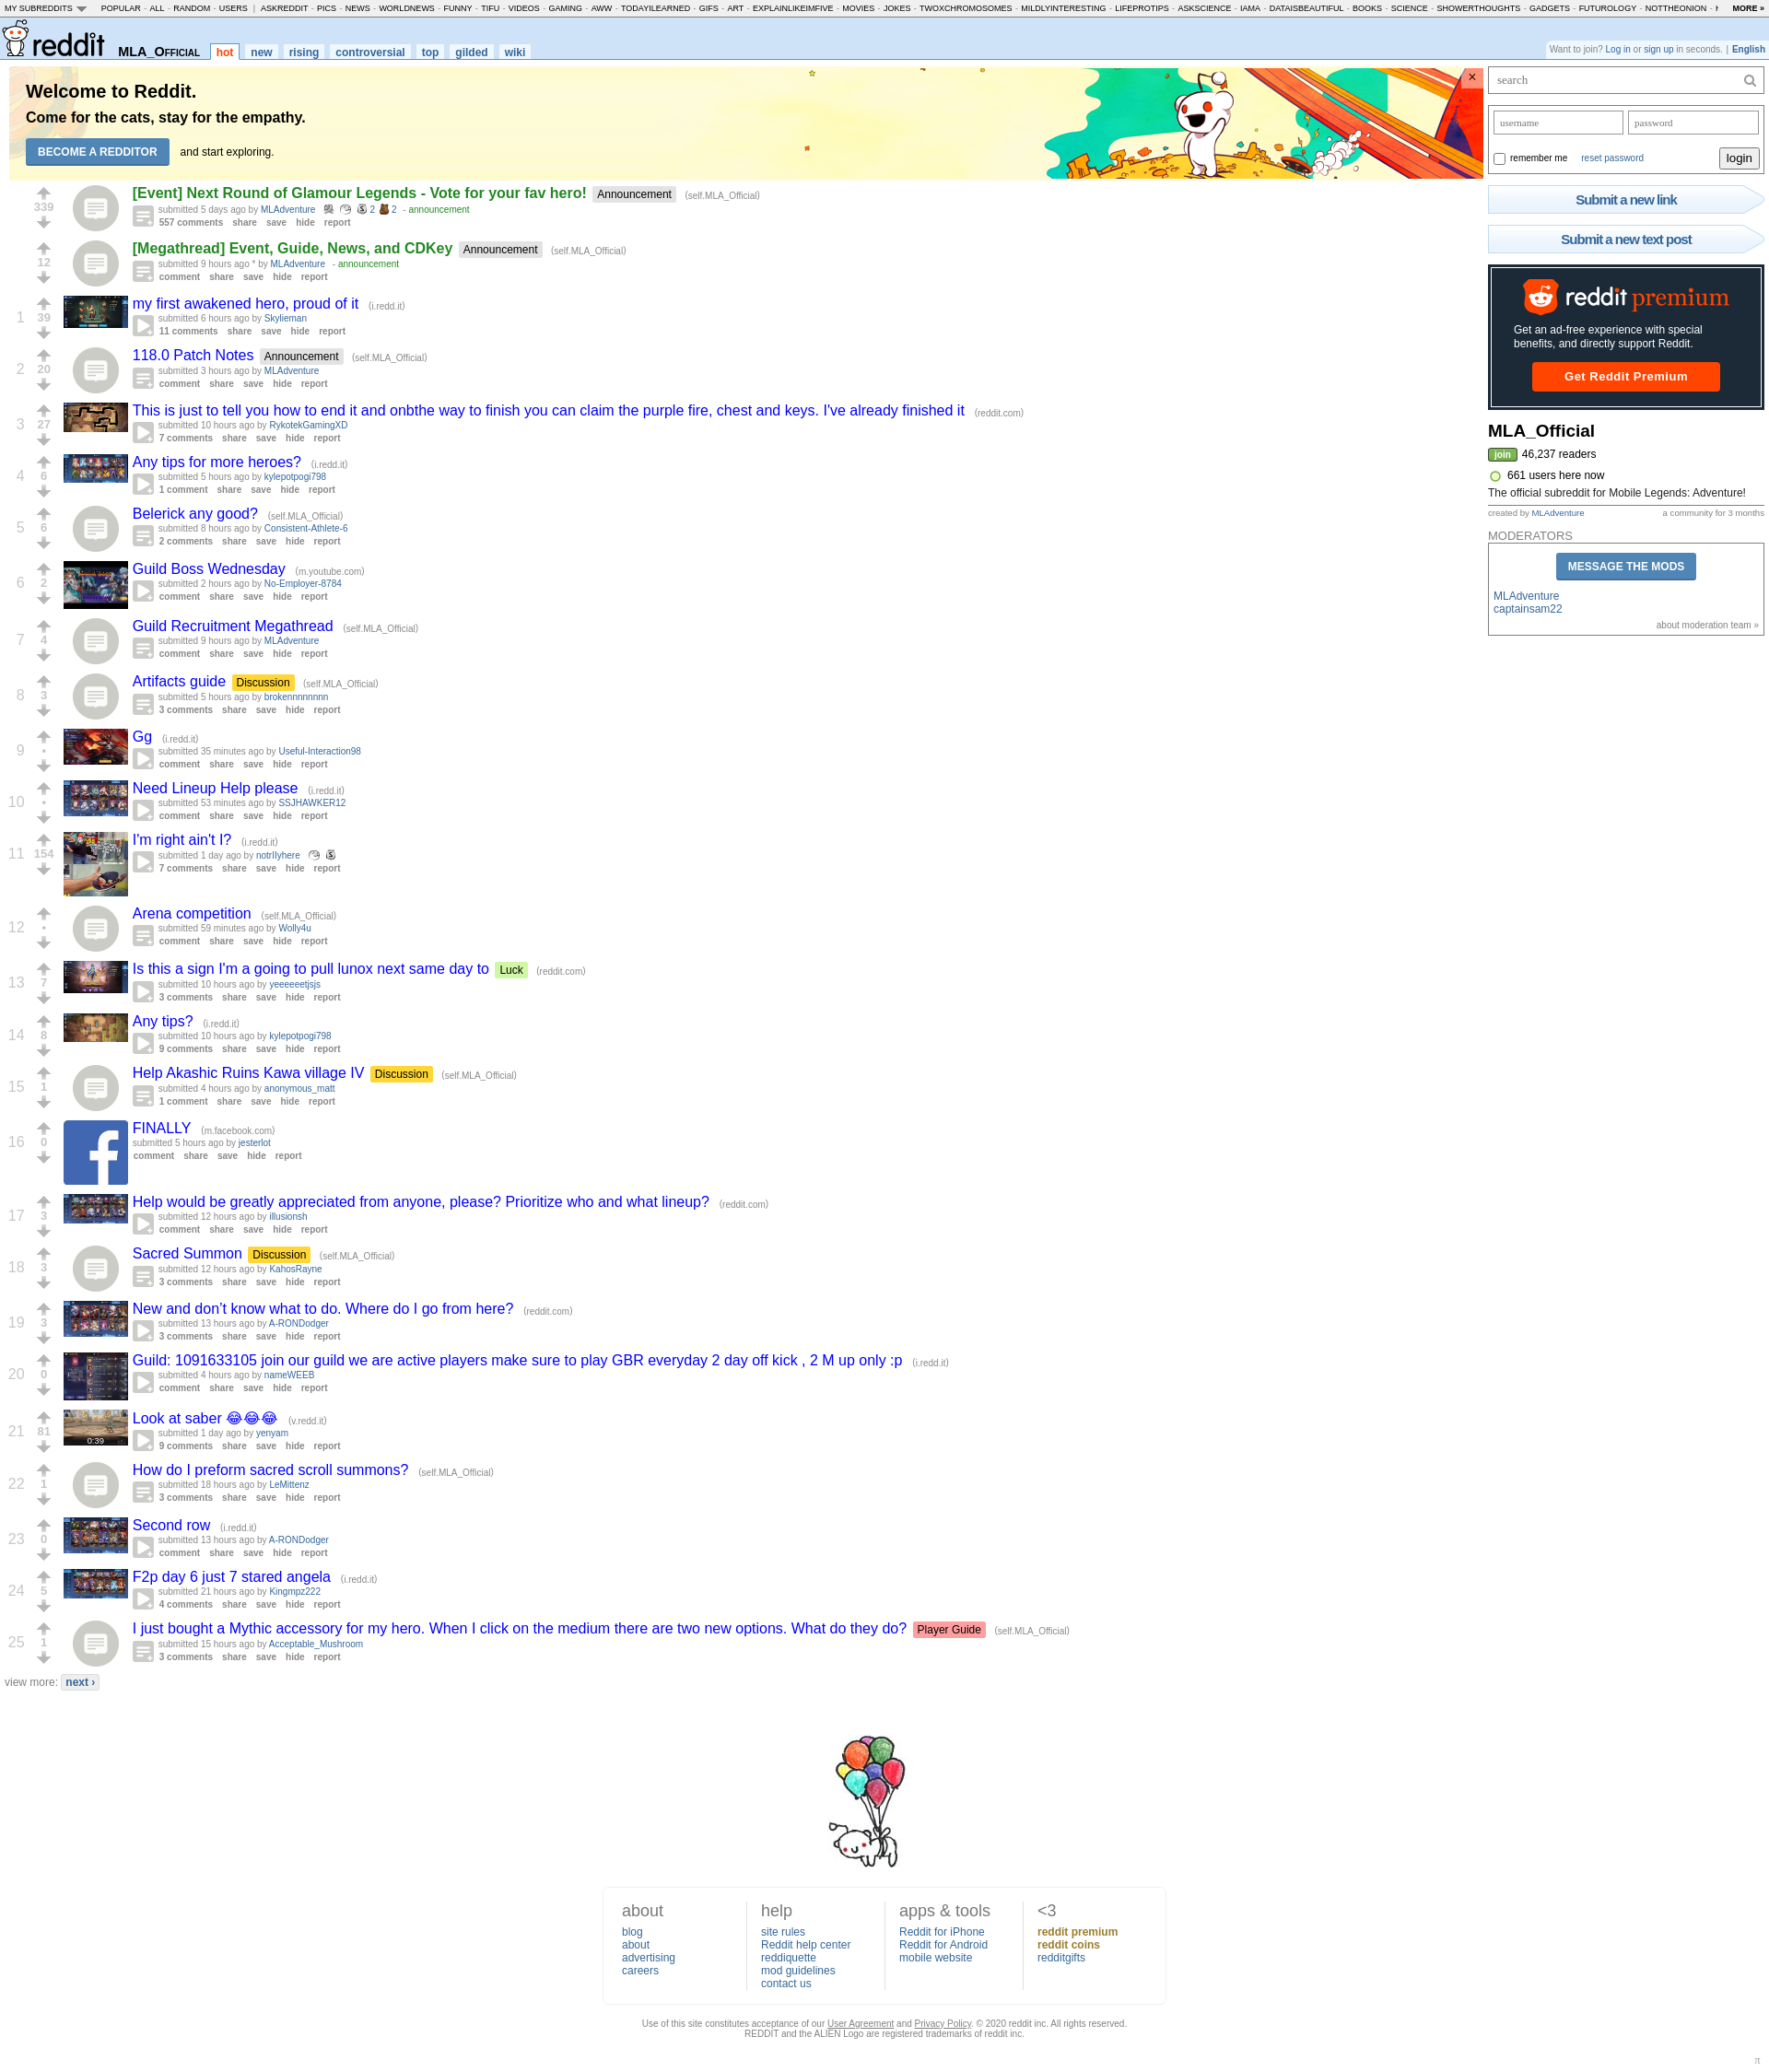 MY SUBREDDITS POPULAR - ALL - RANDOM - USERS | ASKREDDIT - PICS - NEWS - WORLDNEWS - FUNNY - TIFU - VIDEOS - GAMING - AWW - TODAYILEARNED - GIFS - ART - EXPLAINLIKEIMFIVE - MOVIES - JOKES - TWOXCHROMOSOMES - MILDLYINTERESTING - LIFEPROTIPS - ASKSCIENCE - IAMA - DATAISBEAUTIFUL - BOOKS - SCIENCE - SHOWERTHOUGHTS - GADGETS - FUTUROLOGY - NOTTHEONION - MORE »
reddit MLA_Official hot new rising controversial top gilded wiki
Want to join? Log in or sign up in seconds. | English
Welcome to Reddit.
Come for the cats, stay for the empathy.
BECOME A REDDITOR and start exploring.
×
339
[Event] Next Round of Glamour Legends - Vote for your fav hero! Announcement (self.MLA_Official)
submitted 5 days ago by MLAdventure 2 2 - announcement
557 comments share save hide report
12
[Megathread] Event, Guide, News, and CDKey Announcement (self.MLA_Official)
submitted 9 hours ago * by MLAdventure - announcement
comment share save hide report
1 39
my first awakened hero, proud of it (i.redd.it)
submitted 6 hours ago by Skylieman
11 comments share save hide report
2 20
118.0 Patch Notes Announcement (self.MLA_Official)
submitted 3 hours ago by MLAdventure
comment share save hide report
3 27
This is just to tell you how to end it and onbthe way to finish you can claim the purple fire, chest and keys. I've already finished it (reddit.com)
submitted 10 hours ago by RykotekGamingXD
7 comments share save hide report
4 6
Any tips for more heroes? (i.redd.it)
submitted 5 hours ago by kylepotpogi798
1 comment share save hide report
5 6
Belerick any good? (self.MLA_Official)
submitted 8 hours ago by Consistent-Athlete-6
2 comments share save hide report
6 2
Guild Boss Wednesday (m.youtube.com)
submitted 2 hours ago by No-Employer-8784
comment share save hide report
7 4
Guild Recruitment Megathread (self.MLA_Official)
submitted 9 hours ago by MLAdventure
comment share save hide report
8 3
Artifacts guide Discussion (self.MLA_Official)
submitted 5 hours ago by brokennnnnnnn
3 comments share save hide report
9 •
Gg (i.redd.it)
submitted 35 minutes ago by Useful-Interaction98
comment share save hide report
10 •
Need Lineup Help please (i.redd.it)
submitted 53 minutes ago by SSJHAWKER12
comment share save hide report
11 154
I'm right ain't I? (i.redd.it)
submitted 1 day ago by notrIIyhere
7 comments share save hide report
12 •
Arena competition (self.MLA_Official)
submitted 59 minutes ago by Wolly4u
comment share save hide report
13 7
Is this a sign I'm a going to pull lunox next same day to Luck (reddit.com)
submitted 10 hours ago by yeeeeeetjsjs
3 comments share save hide report
14 8
Any tips? (i.redd.it)
submitted 10 hours ago by kylepotpogi798
9 comments share save hide report
15 1
Help Akashic Ruins Kawa village IV Discussion (self.MLA_Official)
submitted 4 hours ago by anonymous_matt
1 comment share save hide report
16 0
FINALLY (m.facebook.com)
submitted 5 hours ago by jesterlot
comment share save hide report
17 3
Help would be greatly appreciated from anyone, please? Prioritize who and what lineup? (reddit.com)
submitted 12 hours ago by illusionsh
comment share save hide report
18 3
Sacred Summon Discussion (self.MLA_Official)
submitted 12 hours ago by KahosRayne
3 comments share save hide report
19 3
New and don't know what to do. Where do I go from here? (reddit.com)
submitted 13 hours ago by A-RONDodger
3 comments share save hide report
20 0
Guild: 1091633105 join our guild we are active players make sure to play GBR everyday 2 day off kick , 2 M up only :p (i.redd.it)
submitted 4 hours ago by nameWEEB
comment share save hide report
21 81
0:39
Look at saber 😂😂😂 (v.redd.it)
submitted 1 day ago by yenyam
9 comments share save hide report
22 1
How do I preform sacred scroll summons? (self.MLA_Official)
submitted 18 hours ago by LeMittenz
3 comments share save hide report
23 0
Second row (i.redd.it)
submitted 13 hours ago by A-RONDodger
comment share save hide report
24 5
F2p day 6 just 7 stared angela (i.redd.it)
submitted 21 hours ago by Kingmpz222
4 comments share save hide report
25 1
I just bought a Mythic accessory for my hero. When I click on the medium there are two new options. What do they do? Player Guide (self.MLA_Official)
submitted 15 hours ago by Acceptable_Mushroom
3 comments share save hide report
view more: next ›
search
username password
remember me reset password login
Submit a new link
Submit a new text post
reddit premium
Get an ad-free experience with special
benefits, and directly support Reddit.
Get Reddit Premium
MLA_Official
join 46,237 readers
661 users here now
The official subreddit for Mobile Legends: Adventure!
created by MLAdventure a community for 3 months
MODERATORS
MESSAGE THE MODS
MLAdventure
captainsam22
about moderation team »
about
blog
about
advertising
careers
help
site rules
Reddit help center
reddiquette
mod guidelines
contact us
apps & tools
Reddit for iPhone
Reddit for Android
mobile website
<3
reddit premium
reddit coins
redditgifts
Use of this site constitutes acceptance of our User Agreement and Privacy Policy. © 2020 reddit inc. All rights reserved.
REDDIT and the ALIEN Logo are registered trademarks of reddit inc.
π